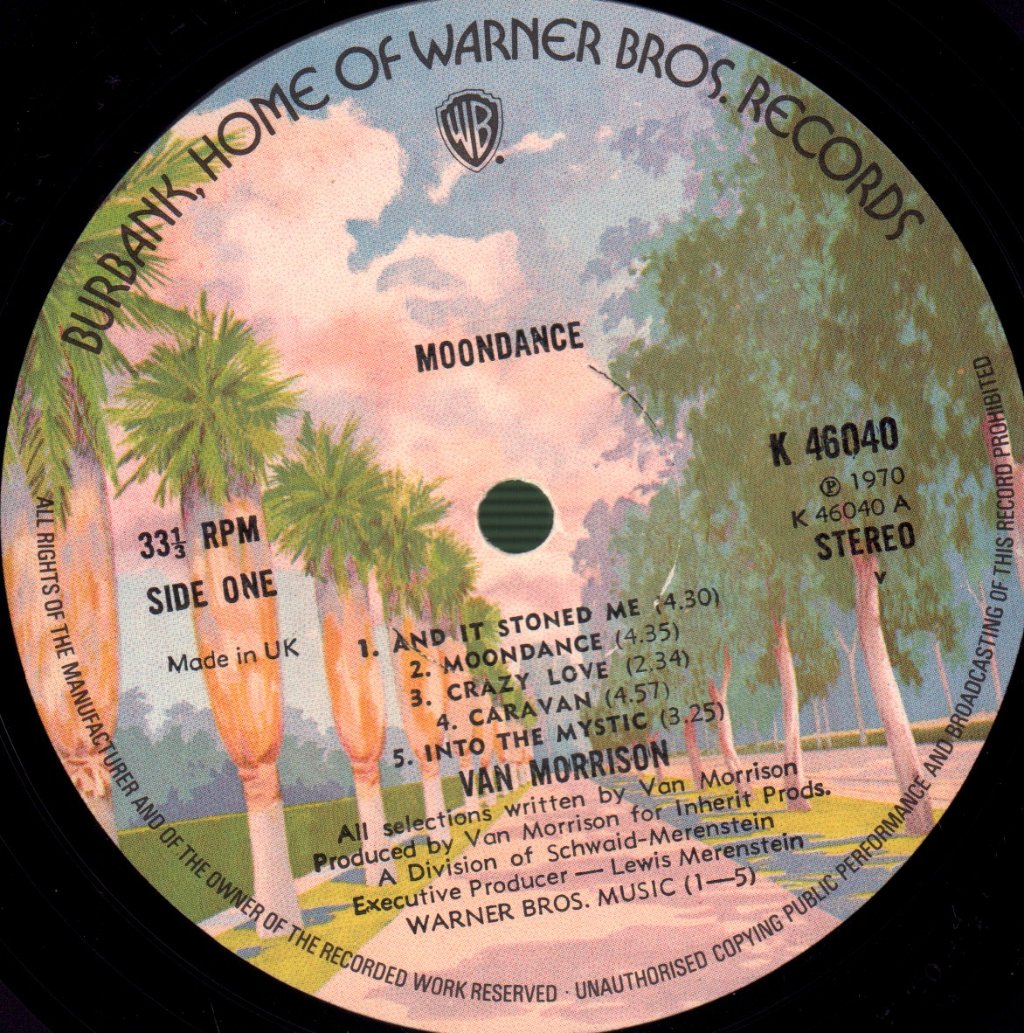 BURBANK, HOME OF WARNER BROS. RECORDS
WB
MOONDANCE
K 46040
℗ 1970
K 46040 A
STEREO
v
33⅓ RPM
SIDE ONE
Made in UK
1. AND IT STONED ME (4.30)
2. MOONDANCE (4.35)
3. CRAZY LOVE (2.34)
4. CARAVAN (4.57)
5. INTO THE MYSTIC (3.25)
VAN MORRISON
All selections written by Van Morrison
Produced by Van Morrison for Inherit Prods.
A Division of Schwaid-Merenstein
Executive Producer — Lewis Merenstein
WARNER BROS. MUSIC (1—5)
ALL RIGHTS OF THE MANUFACTURER AND OF THE OWNER OF THE RECORDED WORK RESERVED · UNAUTHORISED COPYING PUBLIC PERFORMANCE AND BROADCASTING OF THIS RECORD PROHIBITED